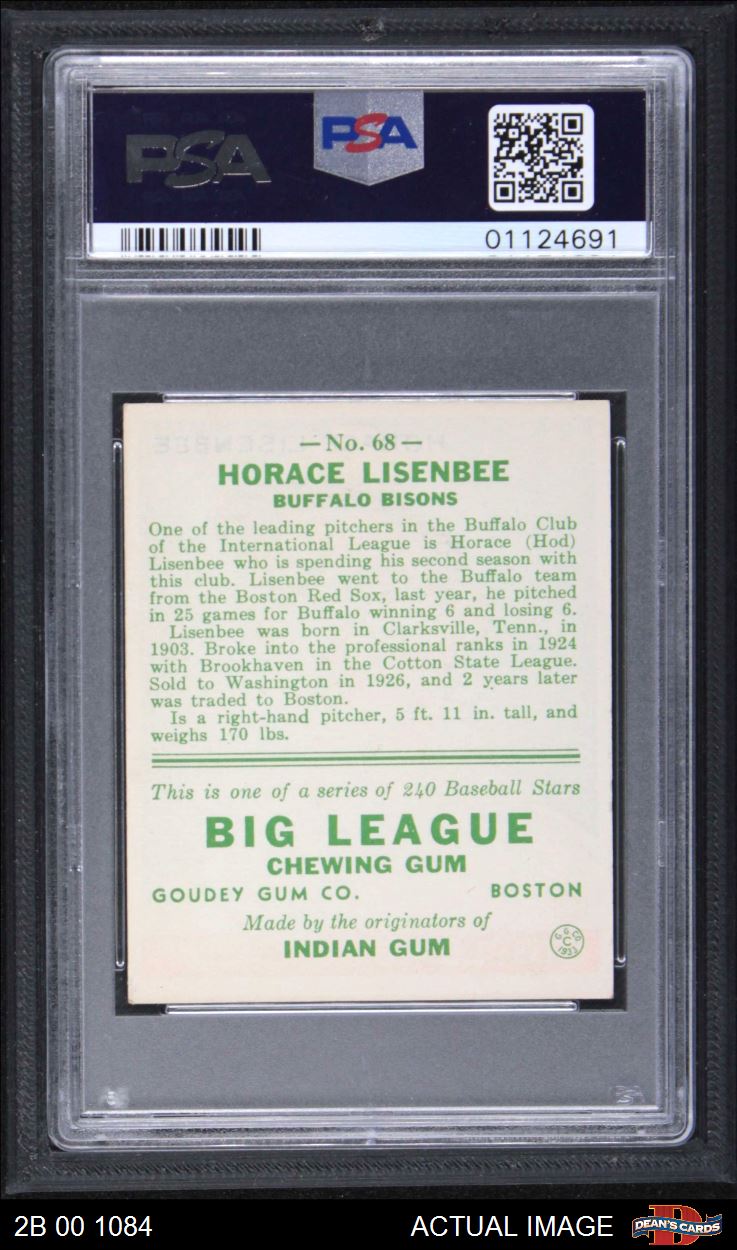 PSA PSA
01124691
— No. 68 —
HORACE LISENBEE
BUFFALO BISONS
One of the leading pitchers in the Buffalo Club
of the International League is Horace (Hod)
Lisenbee who is spending his second season with
this club. Lisenbee went to the Buffalo team
from the Boston Red Sox, last year, he pitched
in 25 games for Buffalo winning 6 and losing 6.
Lisenbee was born in Clarksville, Tenn., in
1903. Broke into the professional ranks in 1924
with Brookhaven in the Cotton State League.
Sold to Washington in 1926, and 2 years later
was traded to Boston.
Is a right-hand pitcher, 5 ft. 11 in. tall, and
weighs 170 lbs.
This is one of a series of 240 Baseball Stars
BIG LEAGUE
CHEWING GUM
GOUDEY GUM CO. BOSTON
Made by the originators of
INDIAN GUM
G. G. CO. C 1933
2B 00 1084 ACTUAL IMAGE DEAN'S CARDS